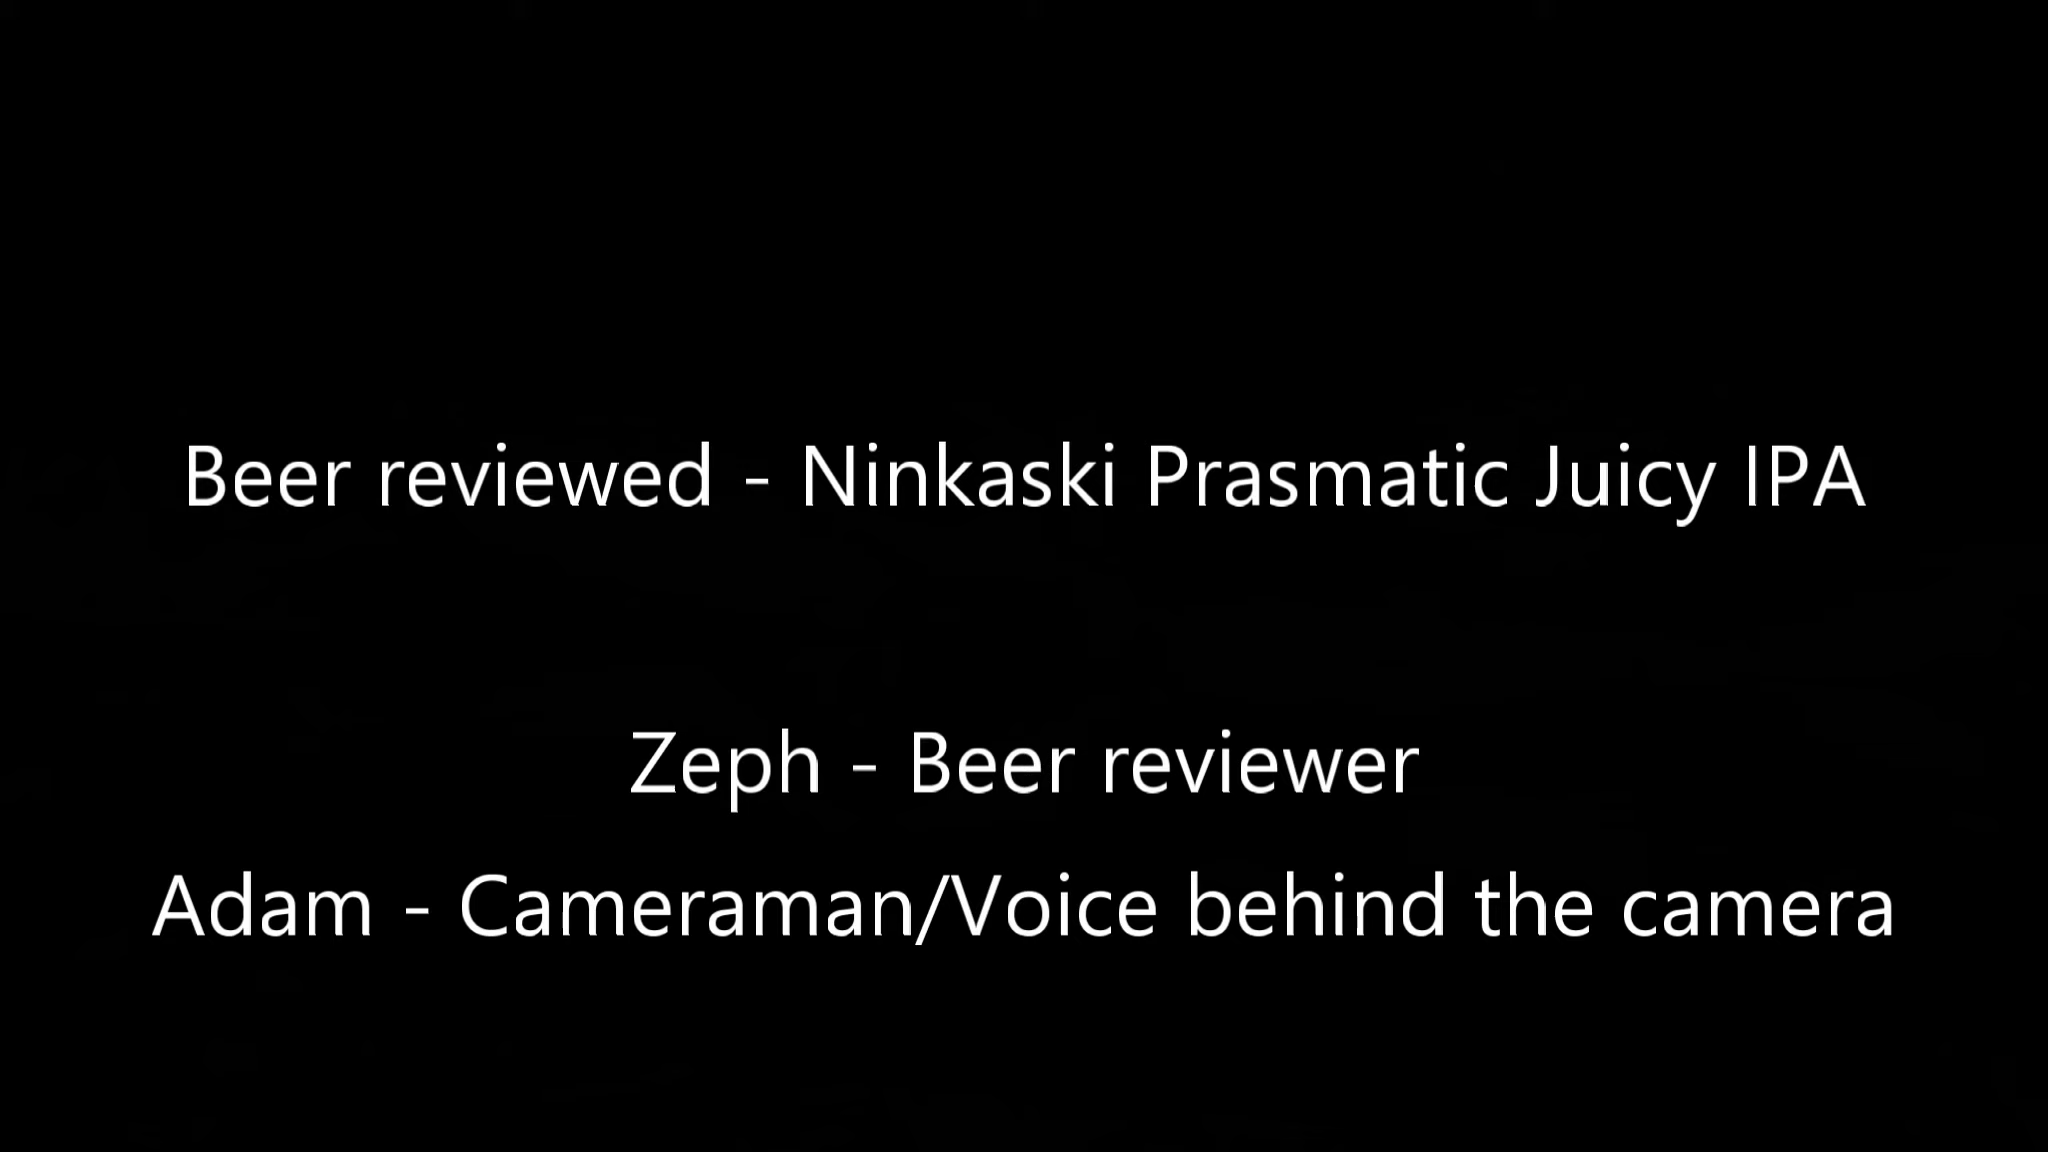 Beer reviewed - Ninkaski Prasmatic Juicy IPA
Zeph - Beer reviewer
Adam - Cameraman/Voice behind the camera